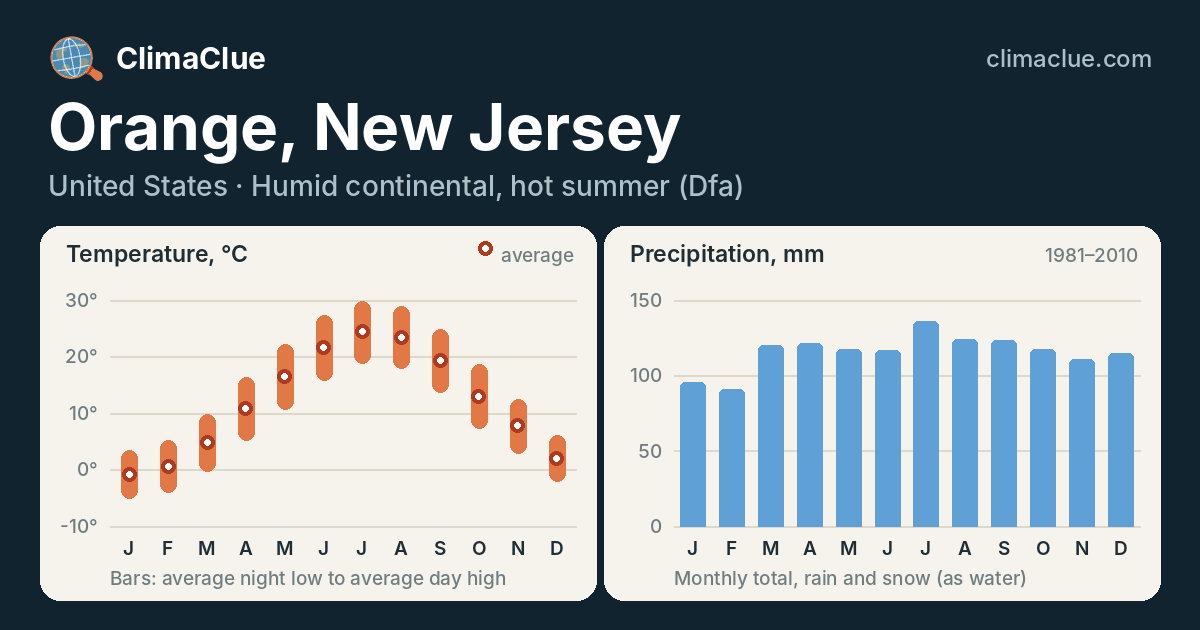 ClimaClue
climaclue.com
Orange, New Jersey
United States · Humid continental, hot summer (Dfa)
Temperature, °C
average
30°
20°
10°
0°
-10°
J F M A M J J A S O N D
Bars: average night low to average day high
Precipitation, mm
1981–2010
150
100
50
0
J F M A M J J A S O N D
Monthly total, rain and snow (as water)